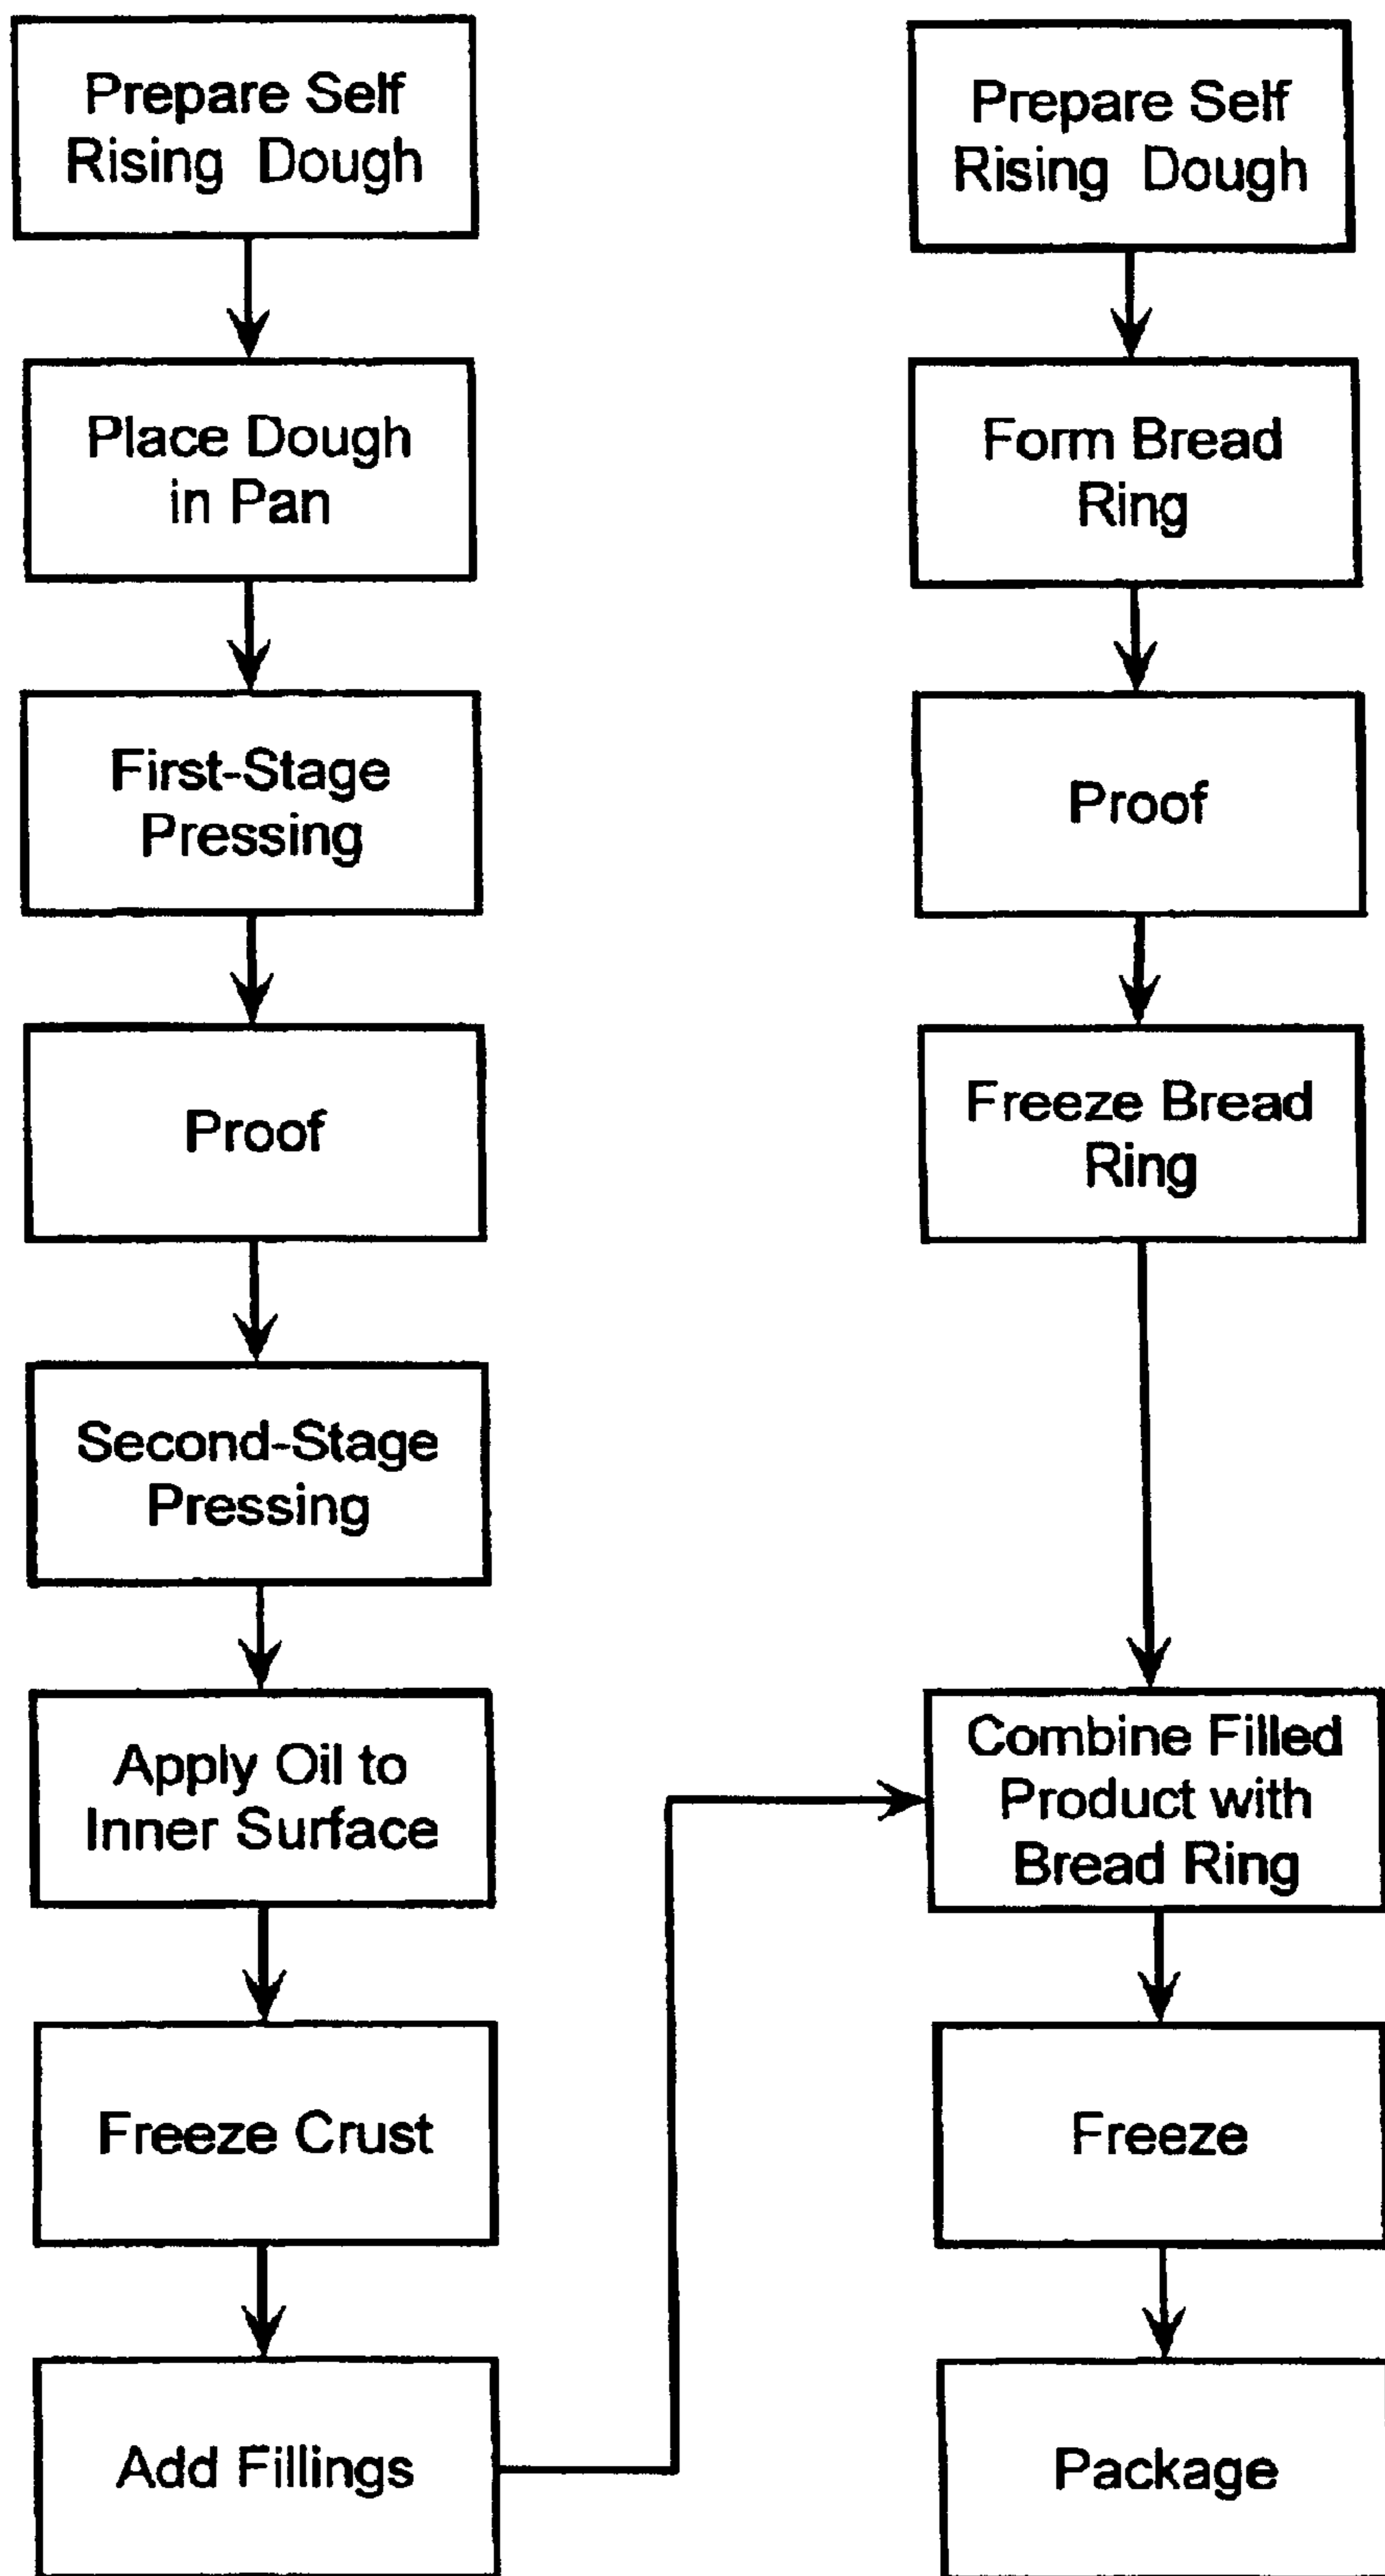 Prepare Self
Rising Dough
Place Dough
in Pan
First-Stage
Pressing
Proof
Second-Stage
Pressing
Apply Oil to
Inner Surface
Freeze Crust
Add Fillings
Prepare Self
Rising Dough
Form Bread
Ring
Proof
Freeze Bread
Ring
Combine Filled
Product with
Bread Ring
Freeze
Package